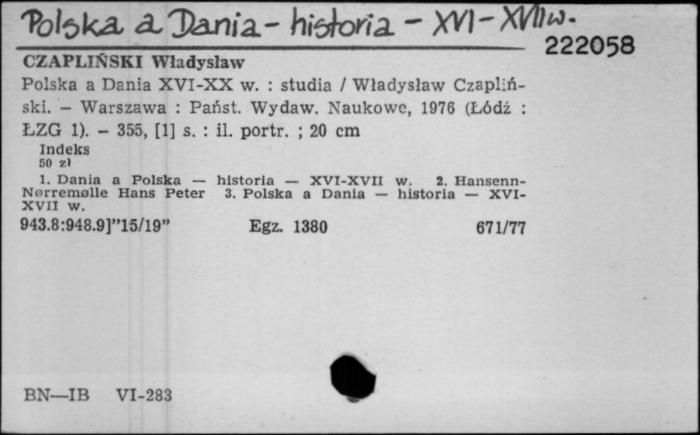 Polska a Dania - historia - XVI - XVII w.
222058
CZAPLIŃSKI Władysław
Polska a Dania XVI-XX w. : studia / Władysław Czapliń-
ski. – Warszawa : Państ. Wydaw. Naukowe, 1976 (Łódź :
ŁZG 1). – 355, [1] s. : il. portr. ; 20 cm
Indeks
50 zł
1. Dania a Polska — historia — XVI-XVII w. 2. Hansenn-
Nørremølle Hans Peter 3. Polska a Dania — historia — XVI-
XVII w.
943.8:948.9]”15/19” Egz. 1380 671/77
BN—IB VI-283